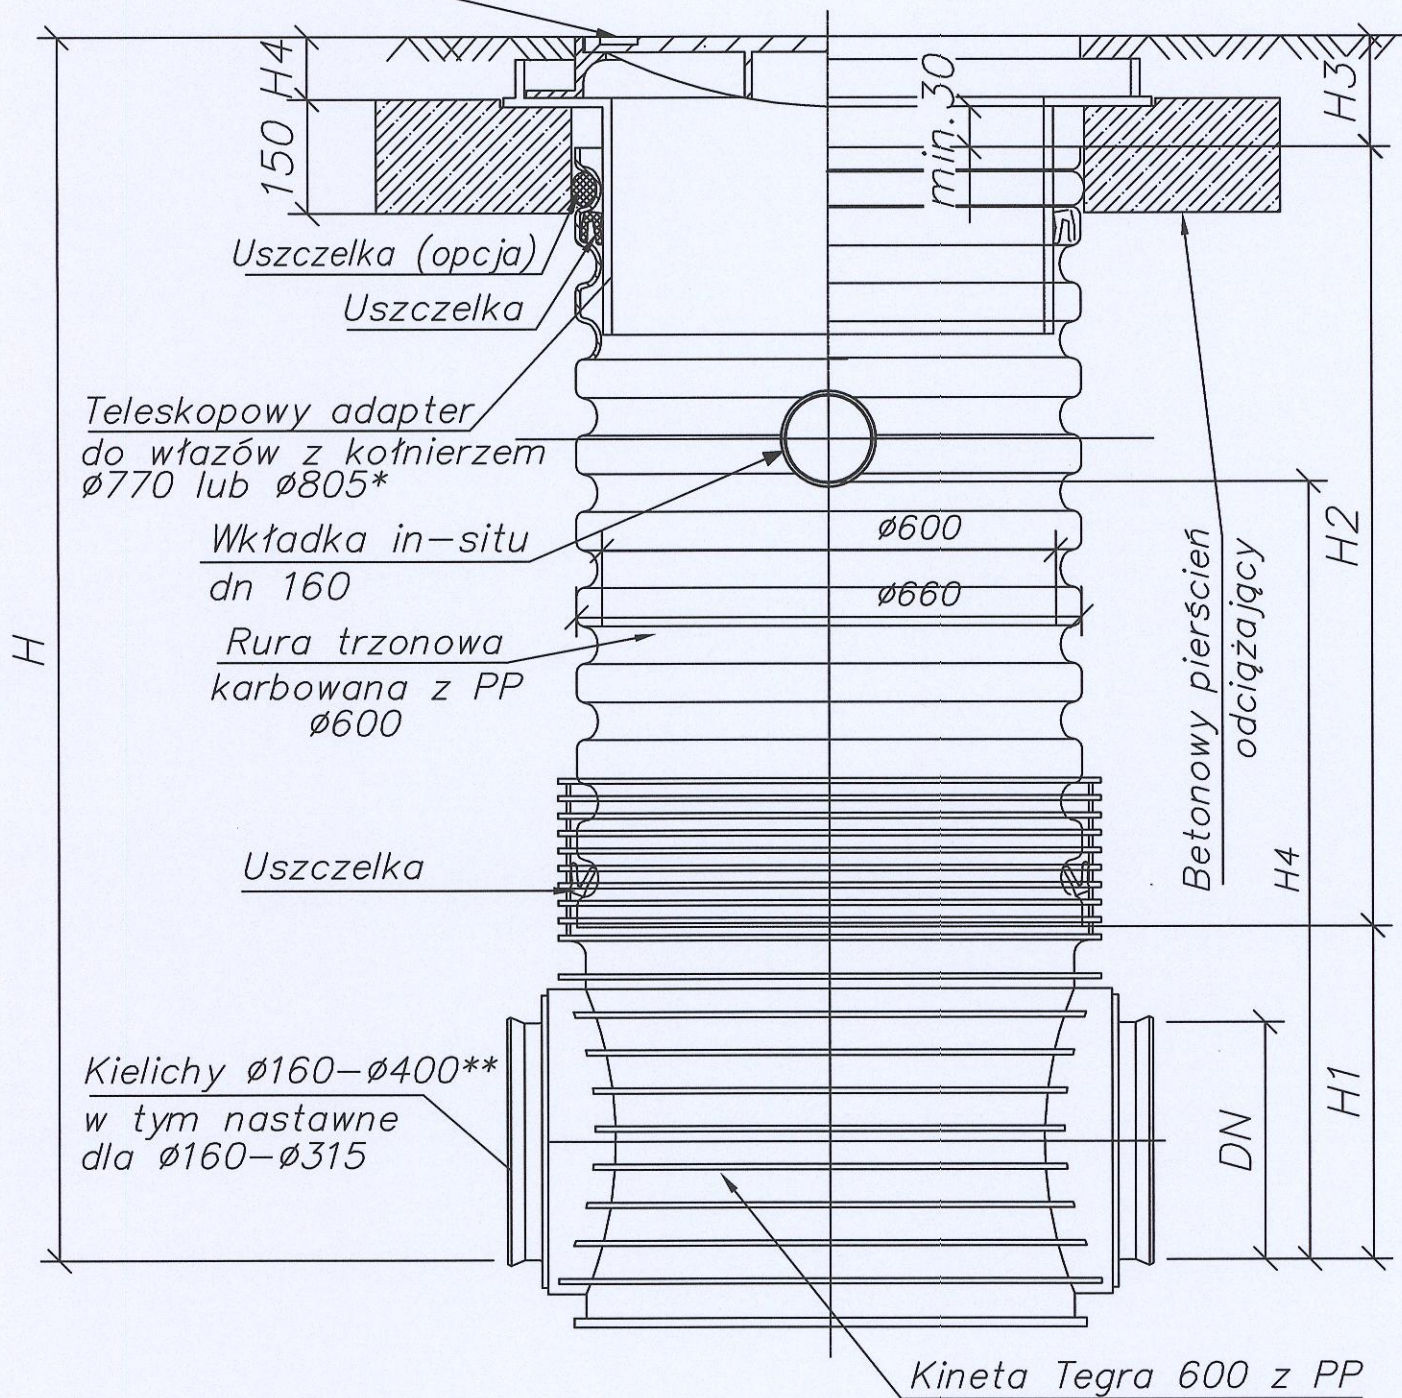 H4
150
H3
min. 30
Uszczelka (opcja)
Uszczelka
Teleskopowy adapter
do włazów z kołnierzem
ø770 lub ø805*
Wkładka in-situ
dn 160
ø600
ø660
H2
Betonowy pierścień
odciążający
H
Rura trzonowa
karbowana z PP
ø600
Uszczelka
H4
Kielichy ø160-ø400**
w tym nastawne
dla ø160-ø315
DN
H1
Kineta Tegra 600 z PP